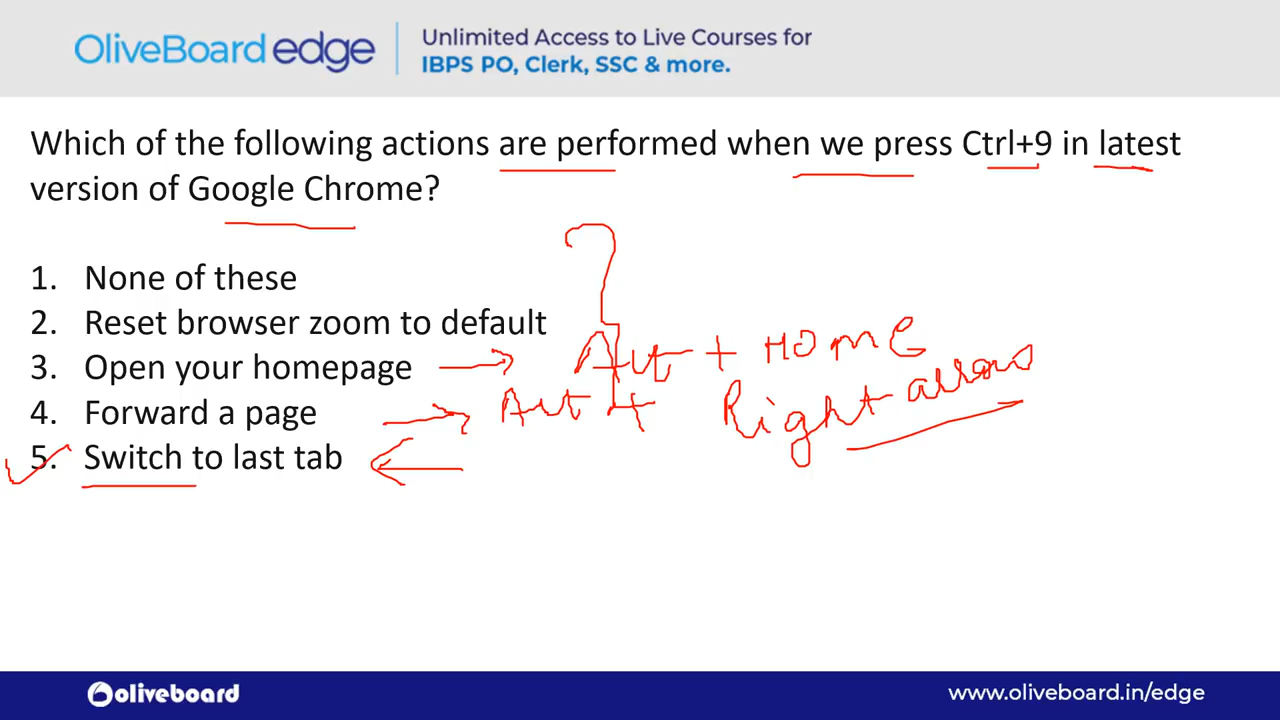 OliveBoard edge
Unlimited Access to Live Courses for
IBPS PO, Clerk, SSC & more.
Which of the following actions are performed when we press Ctrl+9 in latest
version of Google Chrome?
1. None of these
2. Reset browser zoom to default
3. Open your homepage → Alt + HOME
4. Forward a page → Alt + Right arrow
5. Switch to last tab
oliveboard
www.oliveboard.in/edge